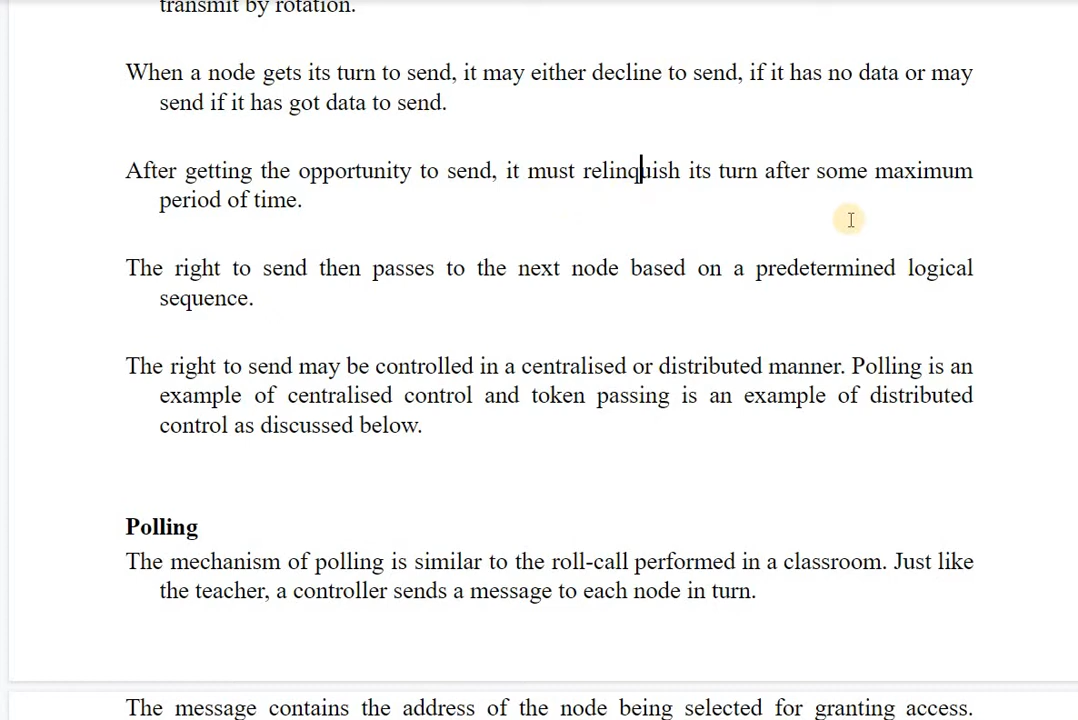 transmit by rotation.
When a node gets its turn to send, it may either decline to send, if it has no data or may
send if it has got data to send.
After getting the opportunity to send, it must relinquish its turn after some maximum
period of time.
The right to send then passes to the next node based on a predetermined logical
sequence.
The right to send may be controlled in a centralised or distributed manner. Polling is an
example of centralised control and token passing is an example of distributed
control as discussed below.
Polling
The mechanism of polling is similar to the roll-call performed in a classroom. Just like
the teacher, a controller sends a message to each node in turn.
The message contains the address of the node being selected for granting access.